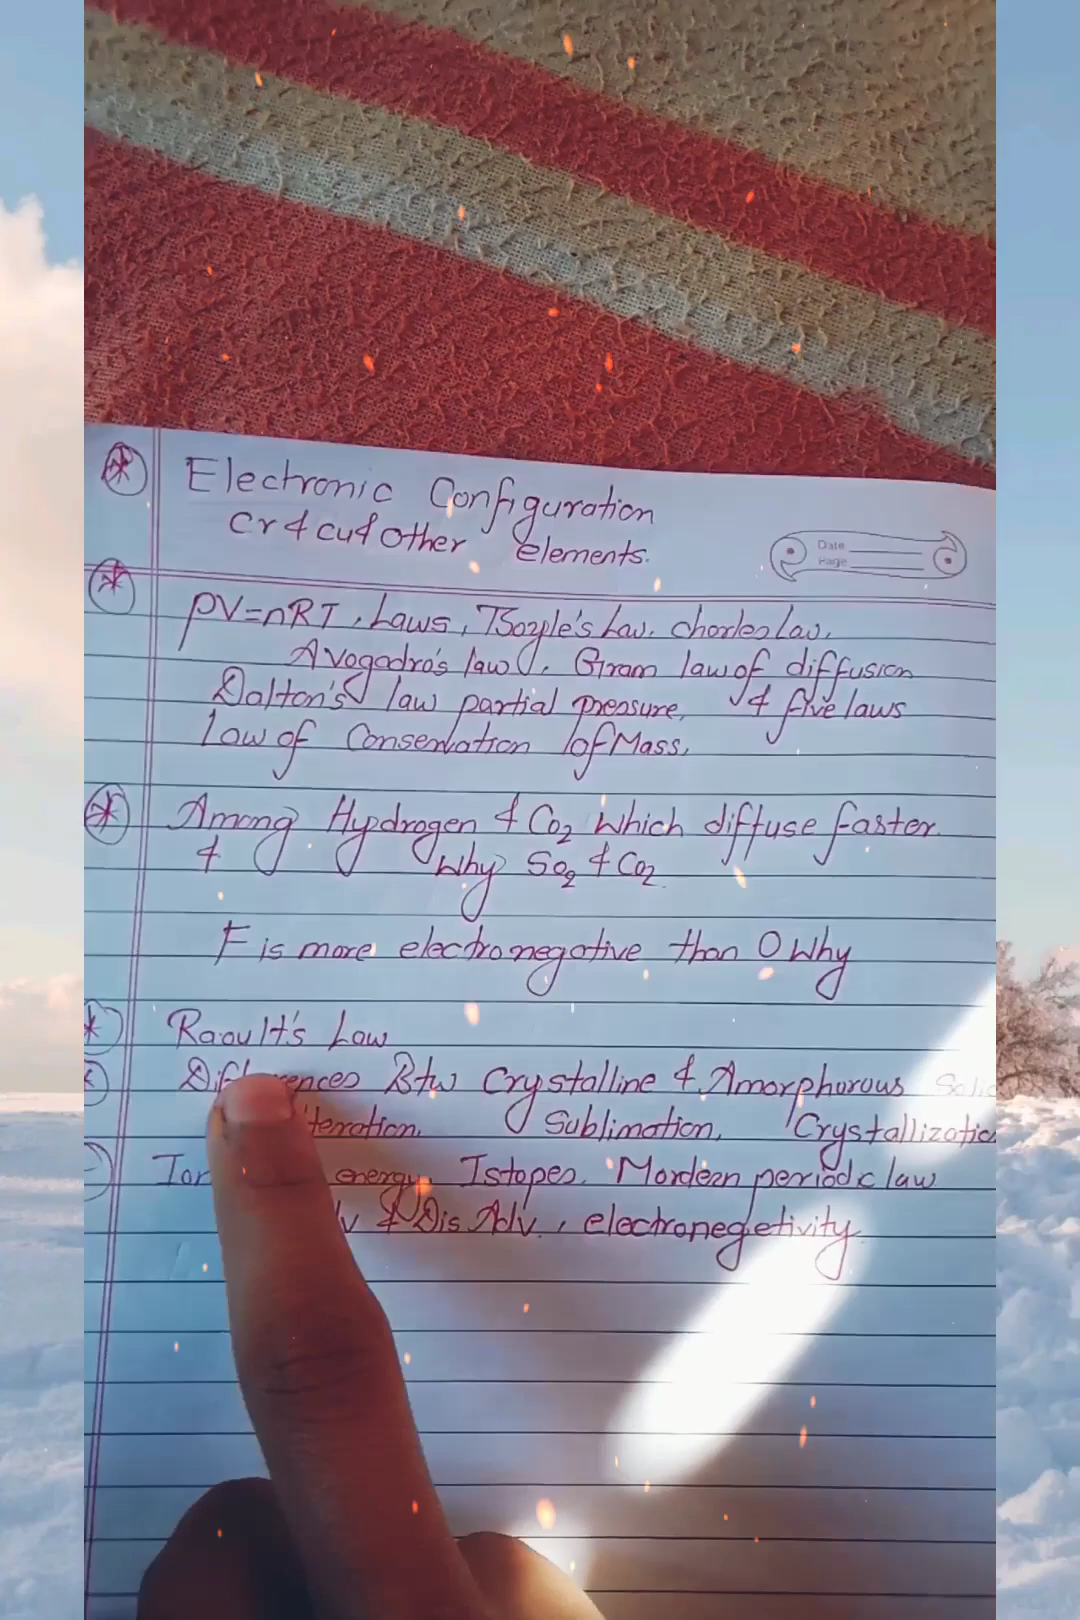 Electronic Configuration
Cr & cu & other elements.
Date
Page
PV=nRT, Laws, Boyle's Law, charles law,
Avogadro's law, Gram law of diffusion
Dalton's law partial pressure, & five laws
Law of Conservation of Mass,
Among Hydrogen & CO2 which diffuse faster.
& Why SO2 & CO2
F is more electronegative than O Why
Raoult's Law
Differences Btw Crystalline & Amorphorous Solid
Sublimation, Crystallizatio
energy, Istopes, Mordern periodic law
& Dis Adv, electronegetivity